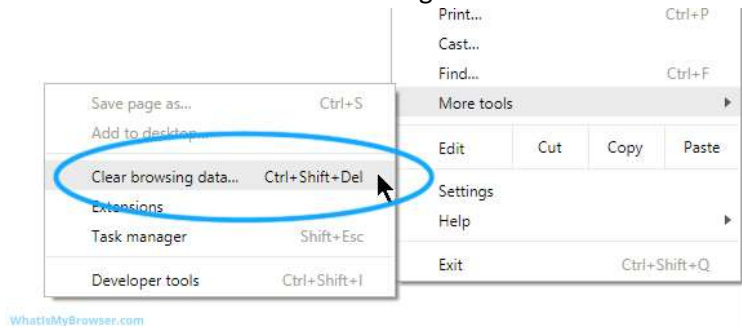 Print... Ctrl+P
Cast...
Find... Ctrl+F
More tools
Edit Cut Copy Paste
Settings
Help
Exit Ctrl+Shift+Q
Save page as... Ctrl+S
Add to desktop...
Clear browsing data... Ctrl+Shift+Del
Extensions
Task manager Shift+Esc
Developer tools Ctrl+Shift+I
WhatIsMyBrowser.com